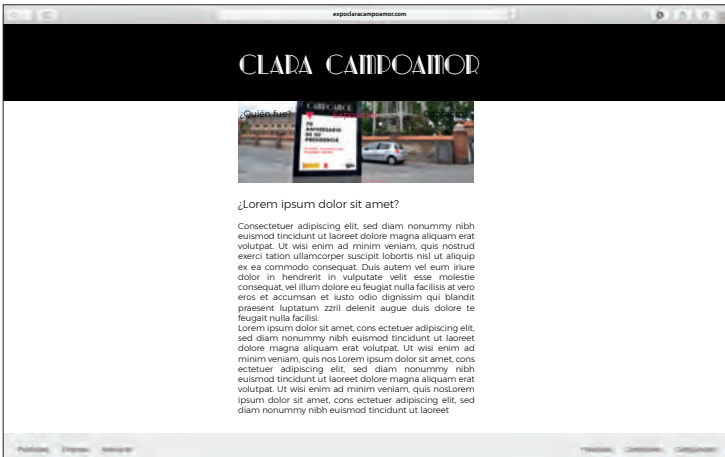 expoclaracampoamor.com
CLARA CAMPOAMOR
¿Quién fue? Exposición Contacto
CAMPOAMOR
75
ANIVERSARIO
DE SU
PRESIDENCIA
¿Lorem ipsum dolor sit amet?
Consectetuer adipiscing elit, sed diam nonummy nibh
euismod tincidunt ut laoreet dolore magna aliquam erat
volutpat. Ut wisi enim ad minim veniam, quis nostrud
exerci tation ullamcorper suscipit lobortis nisl ut aliquip
ex ea commodo consequat. Duis autem vel eum iriure
dolor in hendrerit in vulputate velit esse molestie
consequat, vel illum dolore eu feugiat nulla facilisis at vero
eros et accumsan et iusto odio dignissim qui blandit
praesent luptatum zzril delenit augue duis dolore te
feugait nulla facilisi.
Lorem ipsum dolor sit amet, cons ectetuer adipiscing elit,
sed diam nonummy nibh euismod tincidunt ut laoreet
dolore magna aliquam erat volutpat. Ut wisi enim ad
minim veniam, quis nos Lorem ipsum dolor sit amet, cons
ectetuer adipiscing elit, sed diam nonummy nibh
euismod tincidunt ut laoreet dolore magna aliquam erat
volutpat. Ut wisi enim ad minim veniam, quis nosLorem
ipsum dolor sit amet, cons ectetuer adipiscing elit, sed
diam nonummy nibh euismod tincidunt ut laoreet